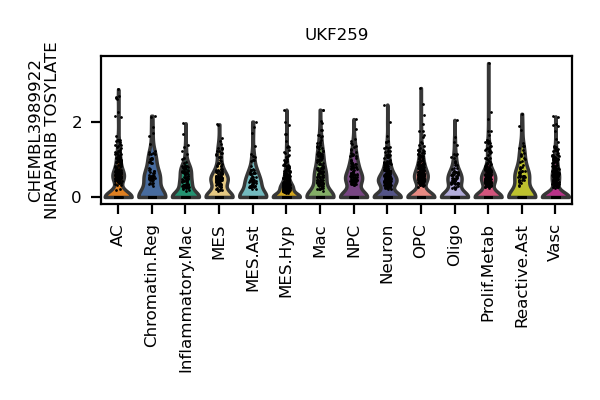 UKF259
CHEMBL3989922
NIRAPARIB TOSYLATE
2
0
AC
Chromatin.Reg
Inflammatory.Mac
MES
MES.Ast
MES.Hyp
Mac
NPC
Neuron
OPC
Oligo
Prolif.Metab
Reactive.Ast
Vasc